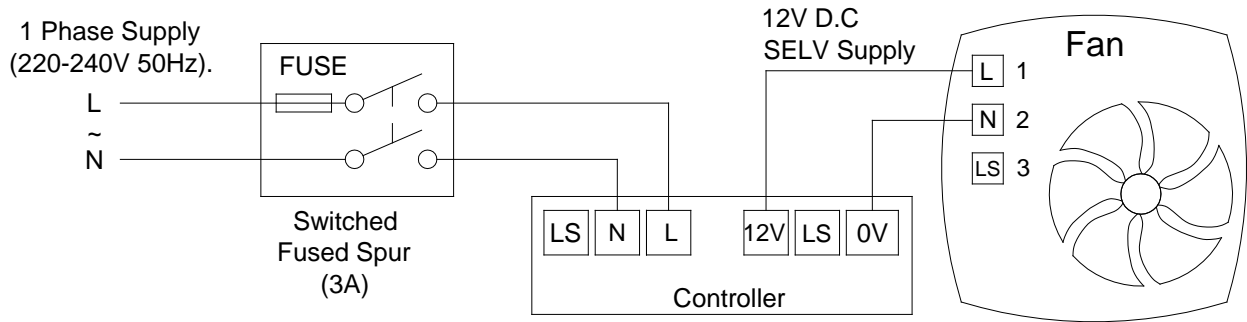 1 Phase Supply
(220-240V 50Hz).
L
~
N
FUSE
Switched
Fused Spur
(3A)
12V D.C
SELV Supply
LS N L 12V LS 0V
Controller
Fan
L 1
N 2
LS 3